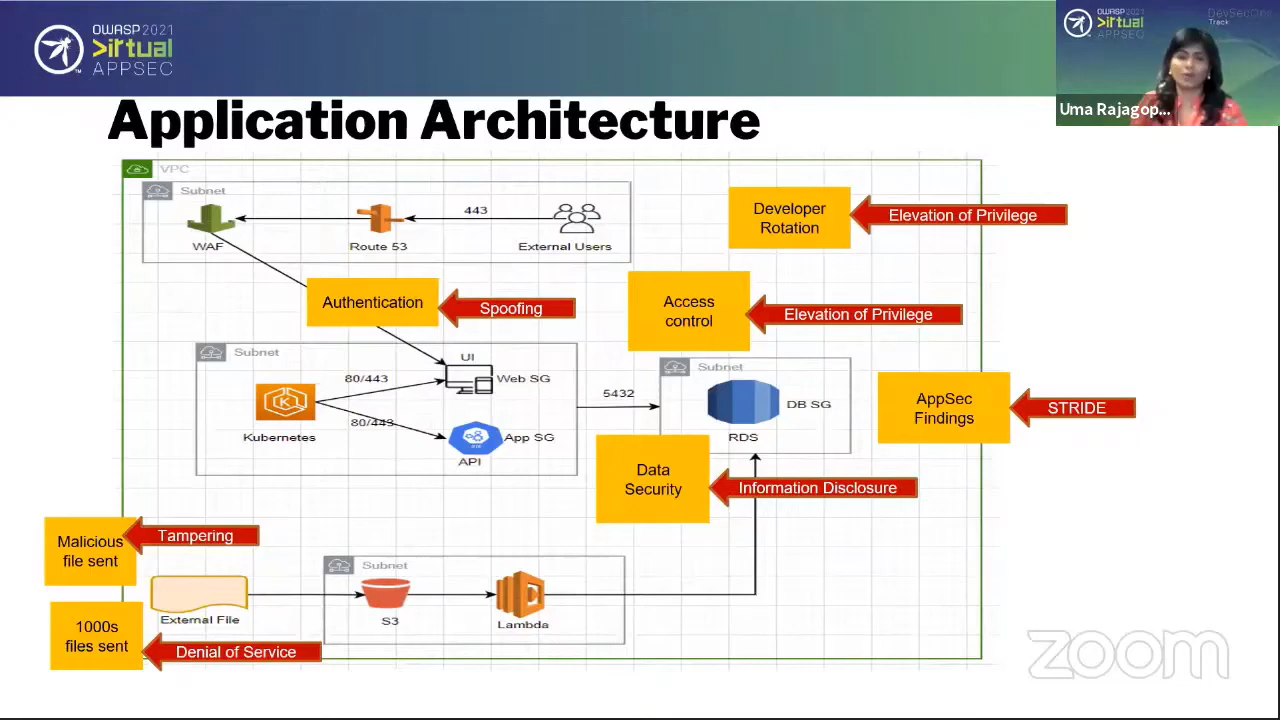 OWASP 2021
Virtual
APPSEC
OWASP 2021
Virtual
APPSEC
DevSecOps
Track
Uma Rajagop...
Application Architecture
VPC
Subnet
WAF
Route 53
443
External Users
Developer
Rotation
Elevation of Privilege
Authentication
Spoofing
Access
control
Elevation of Privilege
Subnet
Kubernetes
80/443
80/443
UI
Web SG
App SG
API
5432
Subnet
DB SG
RDS
AppSec
Findings
STRIDE
Data
Security
Information Disclosure
Malicious
file sent
Tampering
External File
1000s
files sent
Denial of Service
Subnet
S3
Lambda
zoom